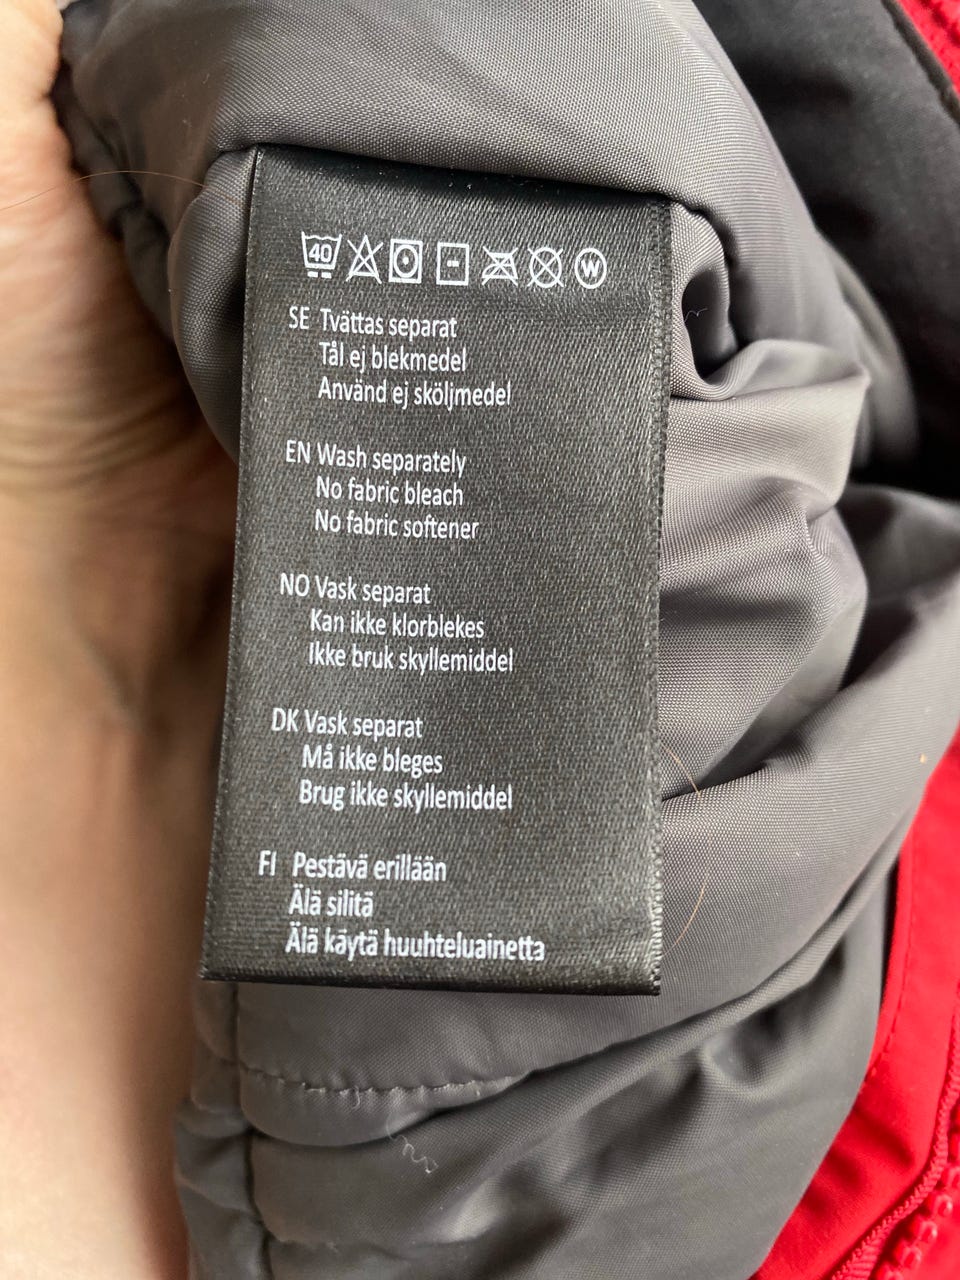 40 W
SE Tvättas separat
Tål ej blekmedel
Använd ej sköljmedel
EN Wash separately
No fabric bleach
No fabric softener
NO Vask separat
Kan ikke klorblekes
Ikke bruk skyllemiddel
DK Vask separat
Må ikke bleges
Brug ikke skyllemiddel
FI Pestävä erillään
Älä silitä
Älä käytä huuhteluainetta